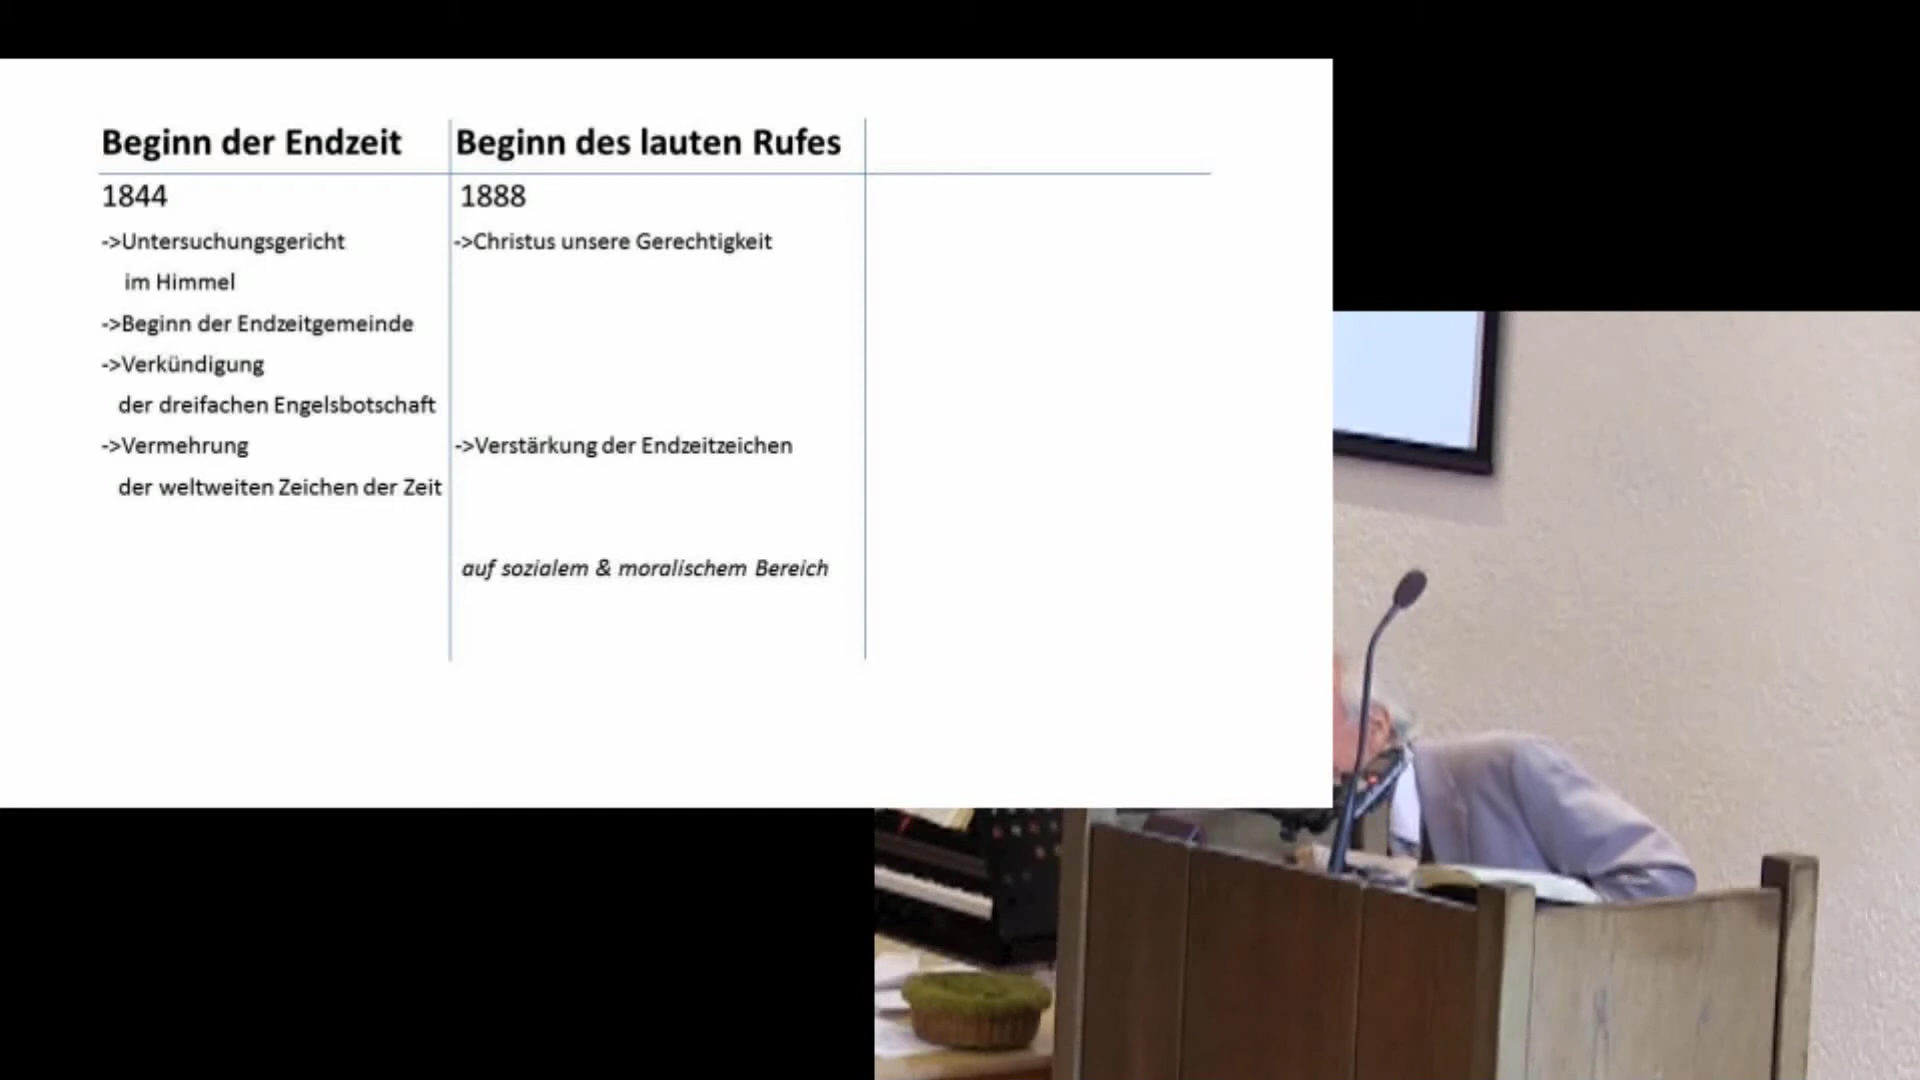 Beginn der Endzeit
1844
->Untersuchungsgericht
im Himmel
->Beginn der Endzeitgemeinde
->Verkündigung
der dreifachen Engelsbotschaft
->Vermehrung
der weltweiten Zeichen der Zeit
Beginn des lauten Rufes
1888
->Christus unsere Gerechtigkeit
->Verstärkung der Endzeitzeichen
auf sozialem & moralischem Bereich